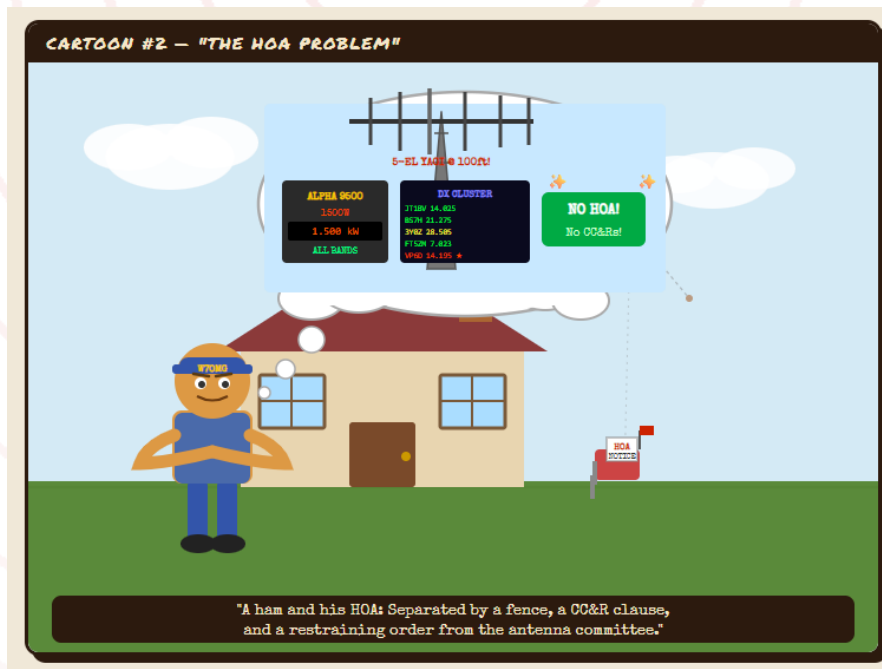 CARTOON #2 — "THE HOA PROBLEM"
5-EL YAGI @ 100ft!
ALPHA 9500
1500W
1.500 kW
ALL BANDS
DX CLUSTER
JT1BV 14.025
BS7H 21.275
3Y0Z 28.505
FT5ZM 7.023
VP6D 14.195 ★
NO HOA!
No CC&Rs!
W7ONG
HOA
NOTICE
"A ham and his HOA: Separated by a fence, a CC&R clause,
and a restraining order from the antenna committee."